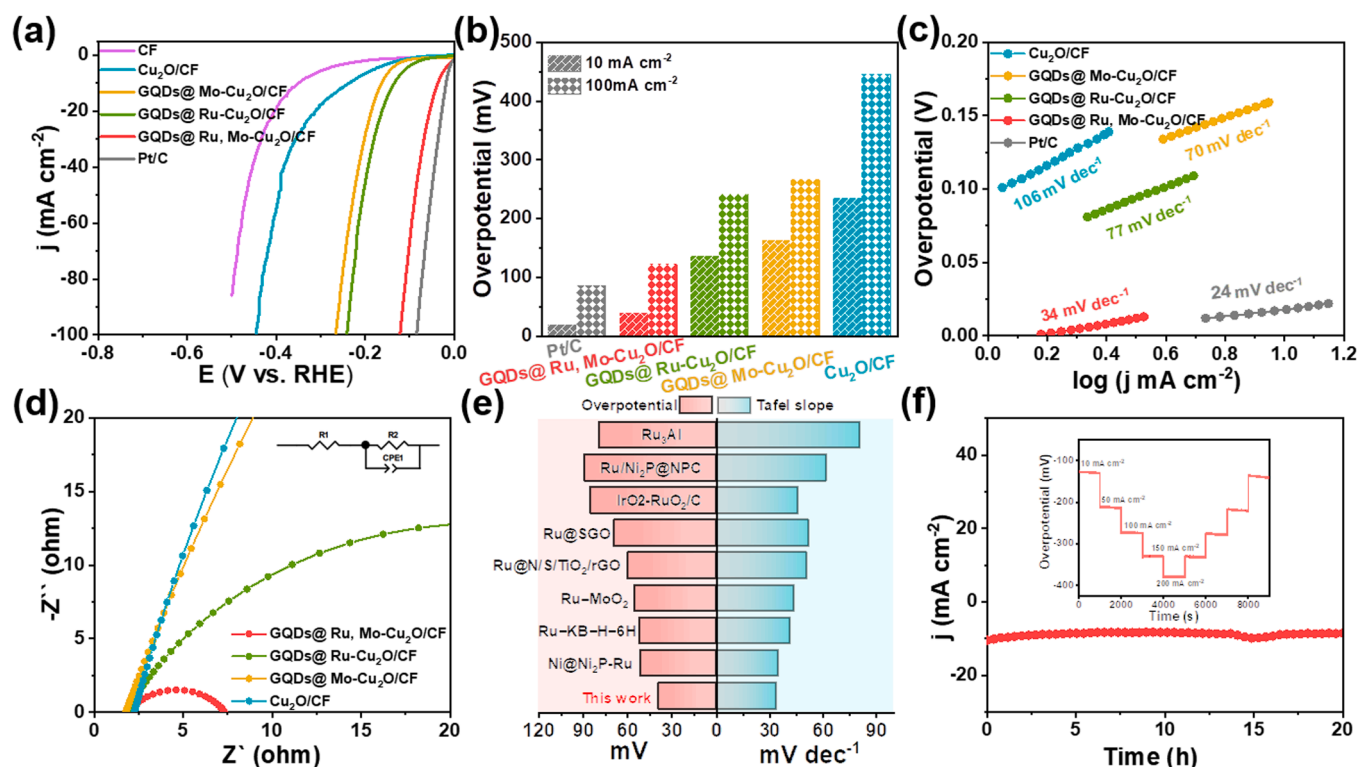 (a)
CF
Cu₂O/CF
GQDs@ Mo-Cu₂O/CF
GQDs@ Ru-Cu₂O/CF
GQDs@ Ru, Mo-Cu₂O/CF
Pt/C
0
-20
-40
-60
-80
-100
j (mA cm⁻²)
-0.8
-0.6
-0.4
-0.2
0.0
E (V vs. RHE)
(b)
10 mA cm⁻²
100mA cm⁻²
500
400
300
200
100
0
Overpotential (mV)
Pt/C
GQDs@ Ru, Mo-Cu₂O/CF
GQDs@ Ru-Cu₂O/CF
GQDs@ Mo-Cu₂O/CF
Cu₂O/CF
(c)
Cu₂O/CF
GQDs@ Mo-Cu₂O/CF
GQDs@ Ru-Cu₂O/CF
GQDs@ Ru, Mo-Cu₂O/CF
Pt/C
0.20
0.15
0.10
0.05
0.00
Overpotential (V)
106 mV dec⁻¹
70 mV dec⁻¹
77 mV dec⁻¹
34 mV dec⁻¹
24 mV dec⁻¹
0.0
0.2
0.4
0.6
0.8
1.0
1.2
log (j mA cm⁻²)
(d)
20
15
10
5
0
-Z`` (ohm)
R1
R2
CPE1
GQDs@ Ru, Mo-Cu₂O/CF
GQDs@ Ru-Cu₂O/CF
GQDs@ Mo-Cu₂O/CF
Cu₂O/CF
0
5
10
15
20
Z` (ohm)
(e)
Overpotential
Tafel slope
Ru₃Al
Ru/Ni₂P@NPC
IrO2-RuO₂/C
Ru@SGO
Ru@N/S/TiO₂/rGO
Ru–MoO₂
Ru–KB–H–6H
Ni@Ni₂P-Ru
This work
120
90
60
30
0
30
60
90
mV
mV dec⁻¹
(f)
40
20
0
-20
j (mA cm⁻²)
-100
-200
-300
-400
Overpotential (mV)
10 mA cm⁻²
50 mA cm⁻²
100 mA cm⁻²
150 mA cm⁻²
200 mA cm⁻²
0
2000
4000
6000
8000
Time (s)
0
5
10
15
20
Time (h)